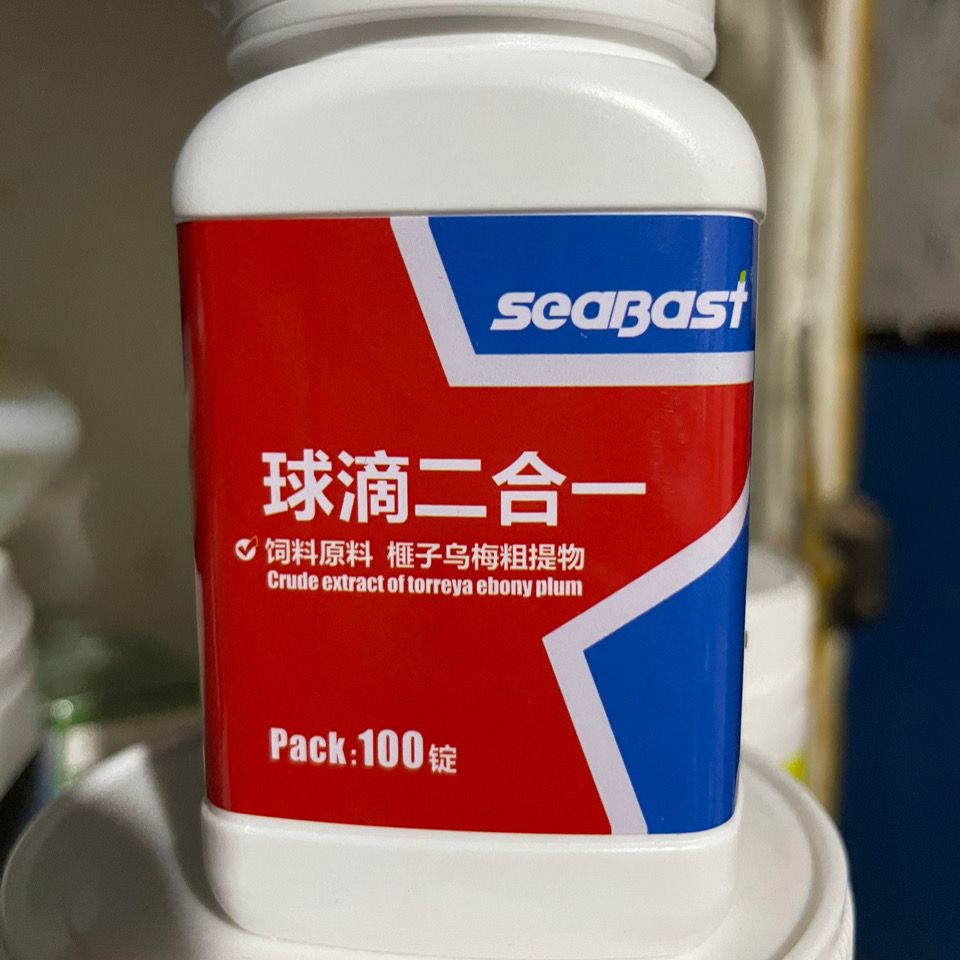 seaBast
球滴二合一
饲料原料 榧子乌梅粗提物
Crude extract of torreya ebony plum
Pack:100锭